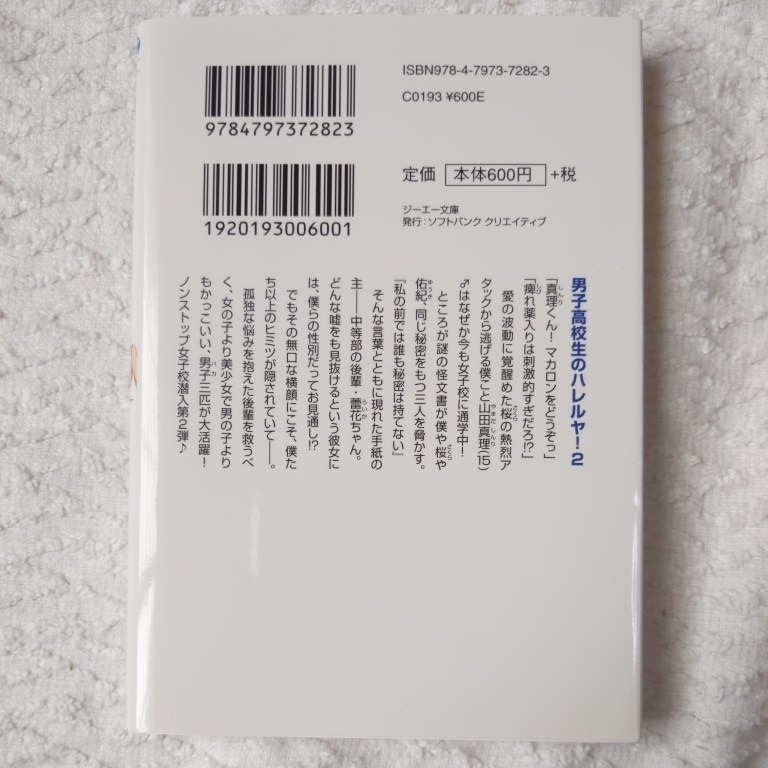 ISBN978-4-7973-7282-3
C0193 ¥600E
9784797372823
定価 本体600円 +税
1920193006001
ジーエー文庫
発行:ソフトバンク クリエイティブ
男子高校生のハレルヤ!2
「真理くん! マカロンをどうぞっ」
「痺れ薬入りは刺激的すぎだろ!?」
愛の波動に覚醒めた桜の熱烈ア
タックから逃げる僕こと山田真理(15)
♂はなぜか今も女子校に通学中!
ところが謎の怪文書が僕や桜や
佑紀、同じ秘密をもつ三人を脅かす。
『私の前では誰も秘密は持てない』
そんな言葉とともに現れた手紙の
主――中等部の後輩・蕾花ちゃん。
どんな嘘をも見抜けるという彼女に
は、僕らの性別だってお見通し!?
でもその無口な横顔にこそ、僕た
ち以上のヒミツが隠されていて――。
孤独な悩みを抱えた後輩を救うべ
く、女の子より美少女で男の子より
もかっこいい、男子三匹が大活躍!
ノンストップ女子校潜入第2弾♪